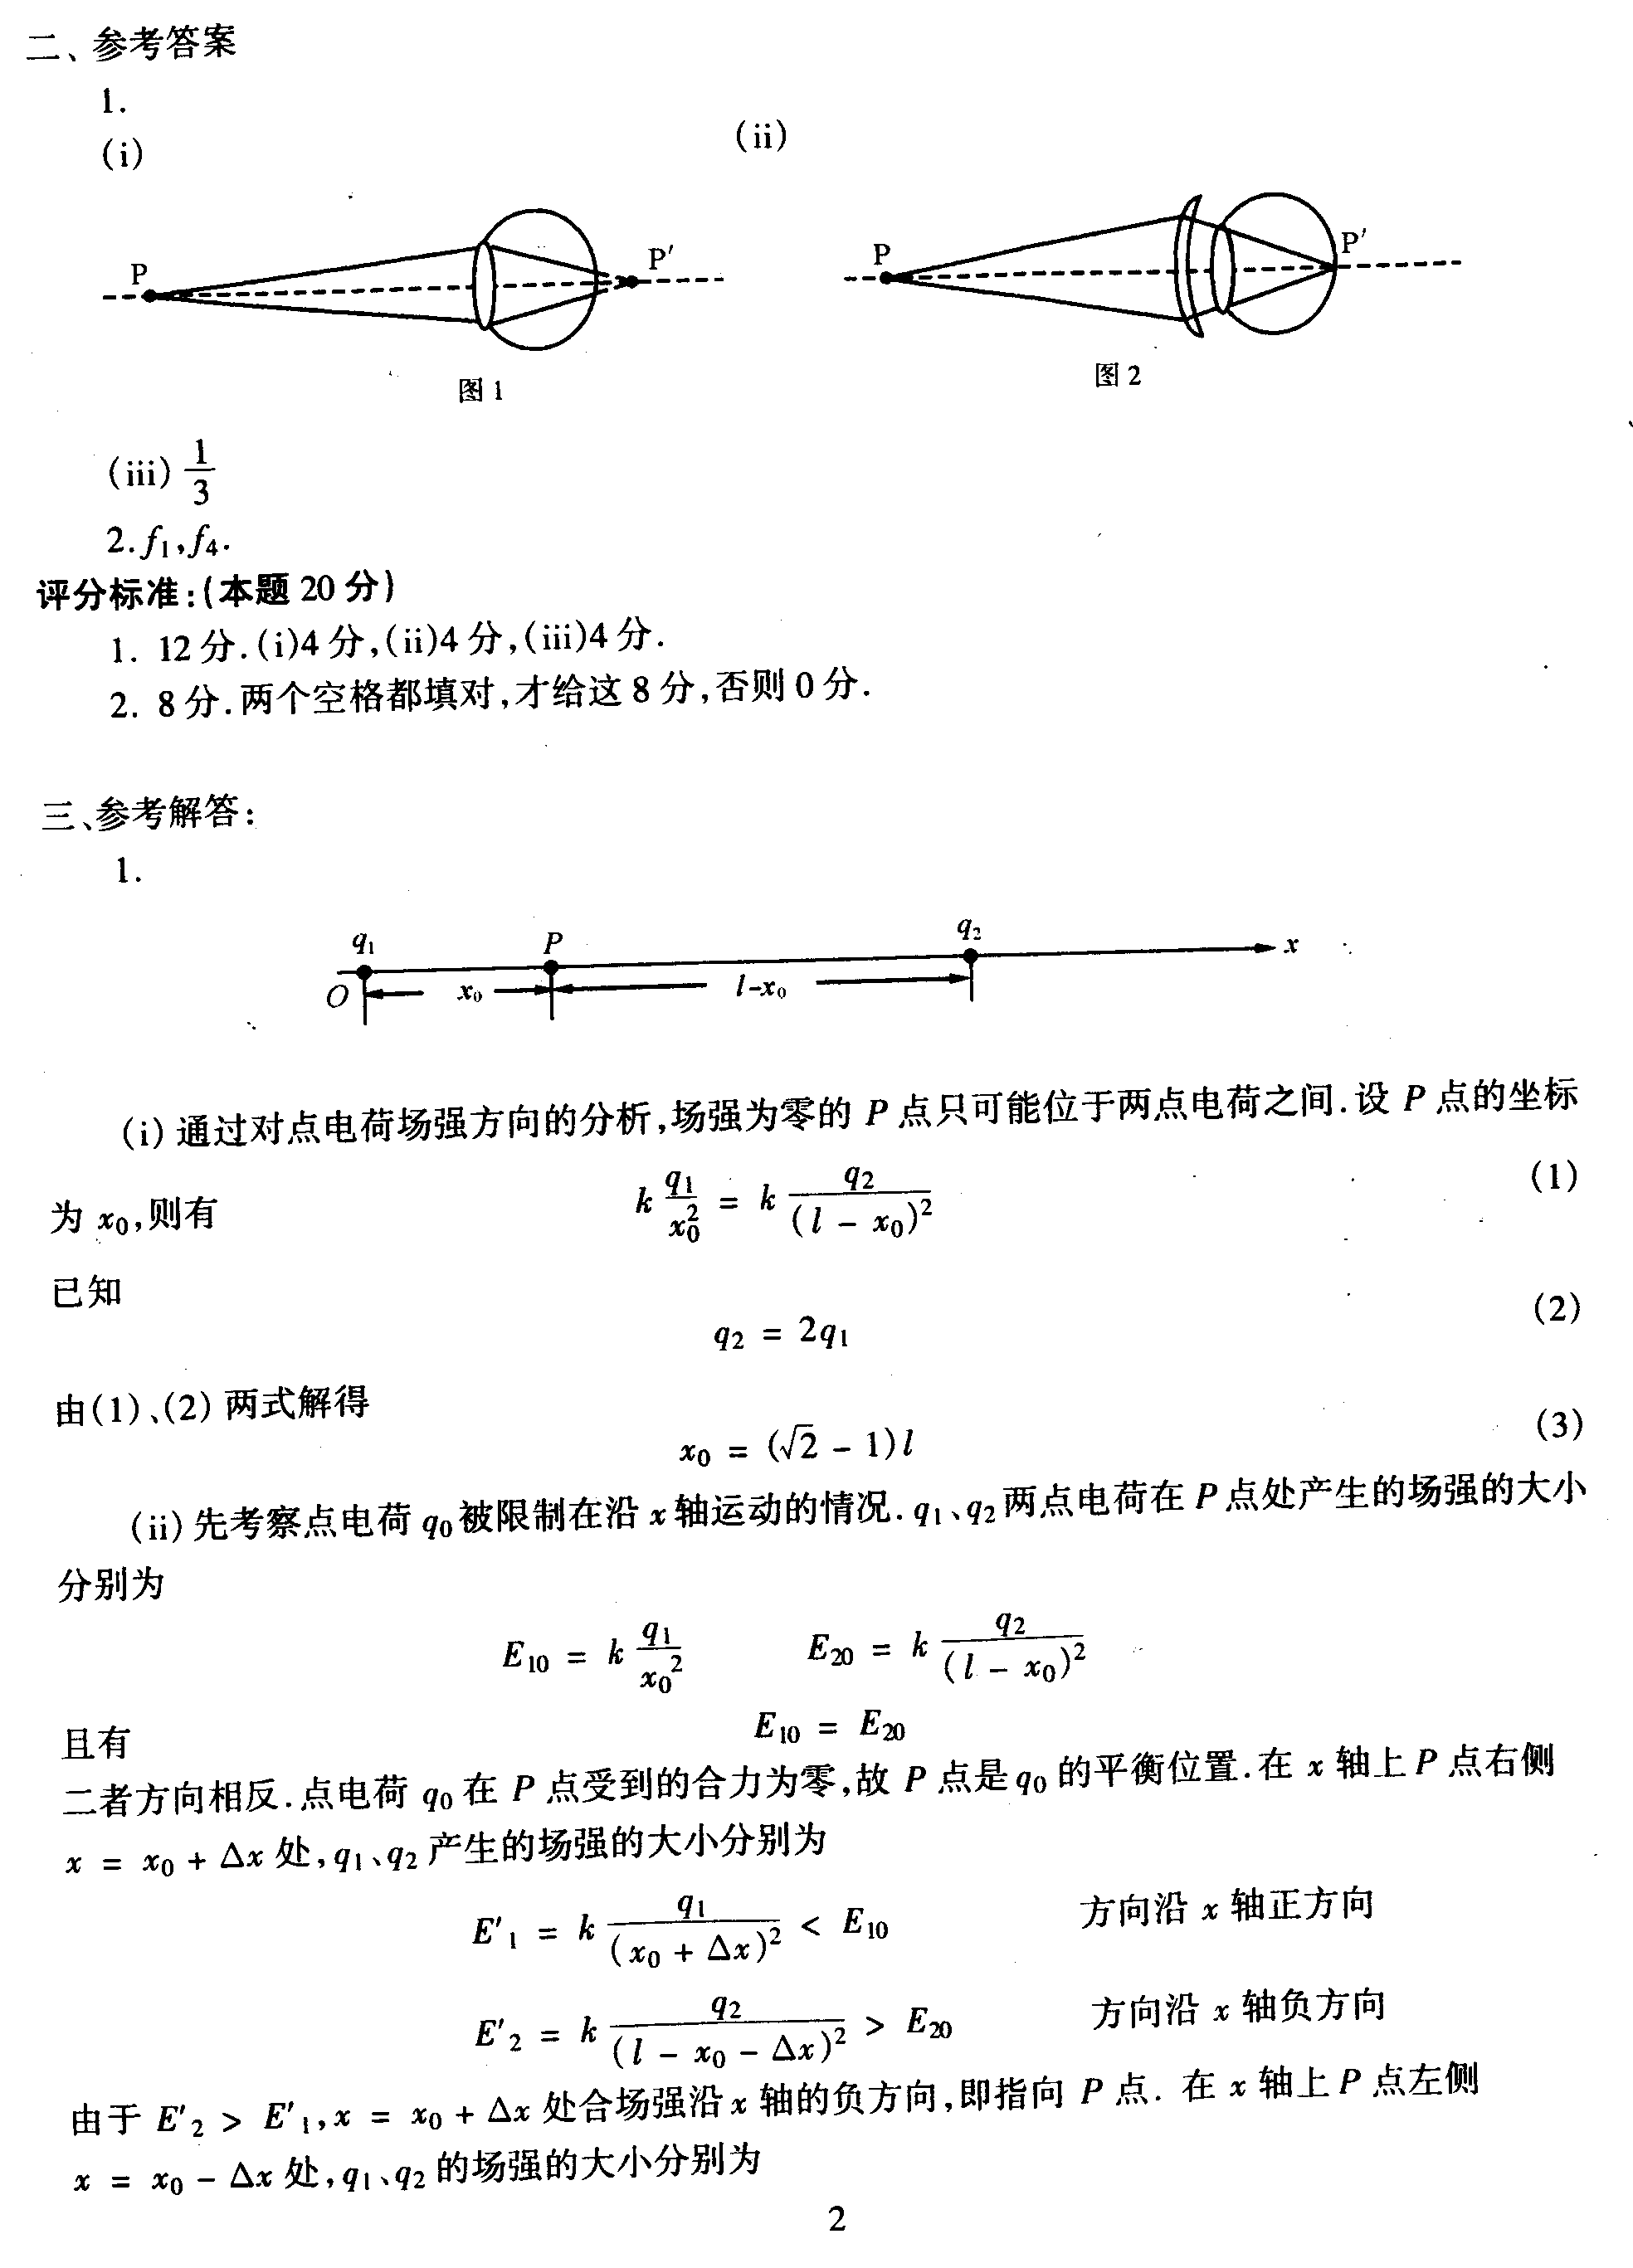 二、参考答案
1.
(i)
(ii)
P
P′
P
P′
图 1
图 2
(iii) 1/3
2. f₁, f₄.
评分标准:(本题 20 分)
1. 12 分.(i)4 分,(ii)4 分,(iii)4 分.
2. 8 分.两个空格都填对,才给这 8 分,否则 0 分.
三、参考解答:
1.
q₁ P q₂ x
O x₀ l-x₀
(i) 通过对点电荷场强方向的分析,场强为零的 P 点只可能位于两点电荷之间.设 P 点的坐标
为 x₀,则有 k q₁/x₀² = k q₂/(l − x₀)² (1)
已知
q₂ = 2q₁ (2)
由(1)、(2) 两式解得
x₀ = (√2 − 1)l (3)
(ii) 先考察点电荷 q₀ 被限制在沿 x 轴运动的情况. q₁、q₂ 两点电荷在 P 点处产生的场强的大小
分别为
E₁₀ = k q₁/x₀² E₂₀ = k q₂/(l − x₀)²
且有 E₁₀ = E₂₀
二者方向相反.点电荷 q₀ 在 P 点受到的合力为零,故 P 点是 q₀ 的平衡位置.在 x 轴上 P 点右侧
x = x₀ + Δx 处, q₁、q₂ 产生的场强的大小分别为
E′₁ = k q₁/(x₀ + Δx)² < E₁₀ 方向沿 x 轴正方向
E′₂ = k q₂/(l − x₀ − Δx)² > E₂₀ 方向沿 x 轴负方向
由于 E′₂ > E′₁, x = x₀ + Δx 处合场强沿 x 轴的负方向,即指向 P 点. 在 x 轴上 P 点左侧
x = x₀ − Δx 处, q₁、q₂ 的场强的大小分别为
2